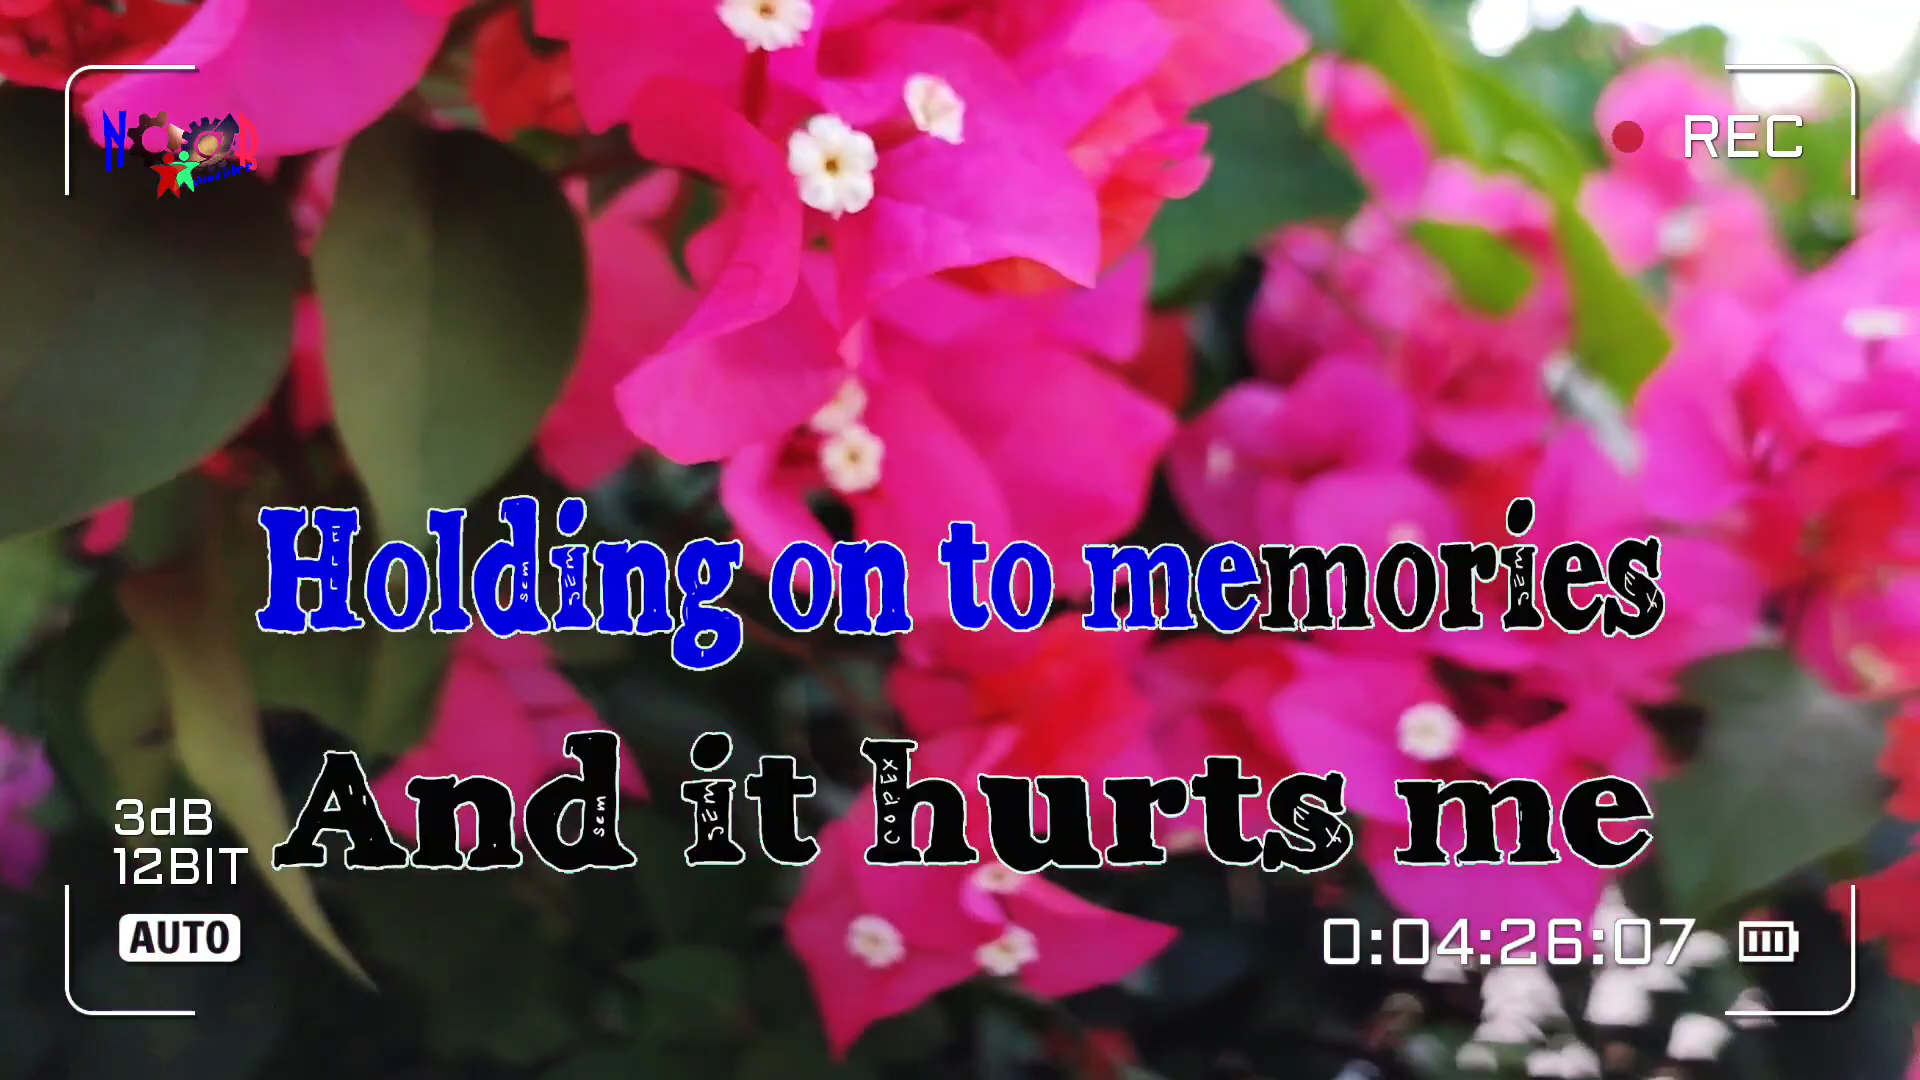 REC
Holding on to memories
And it hurts me
3dB
12BIT
AUTO
0:04:26:07